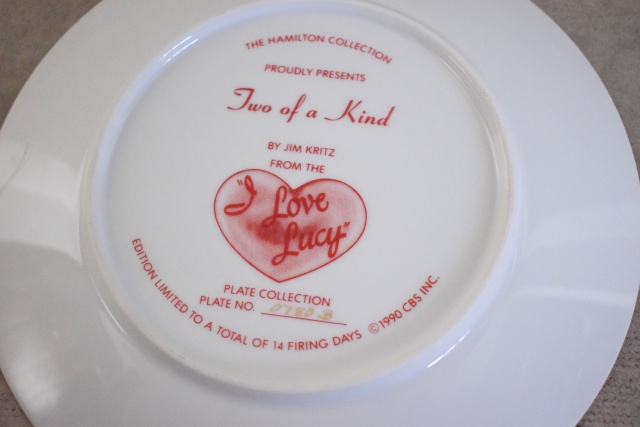 THE HAMILTON COLLECTION
PROUDLY PRESENTS
Two of a Kind
BY JIM KRITZ
FROM THE
"I Love
Lucy"
PLATE COLLECTION
PLATE NO. 0780B
EDITION LIMITED TO A TOTAL OF 14 FIRING DAYS ©1990 CBS INC.